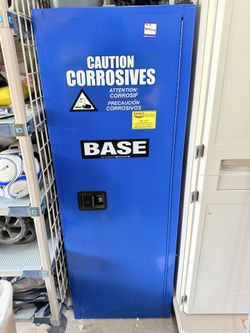 CAUTION
CORROSIVES
ATTENTION
CORROSIF
PRECAUCIÓN
CORROSIVOS
BASE